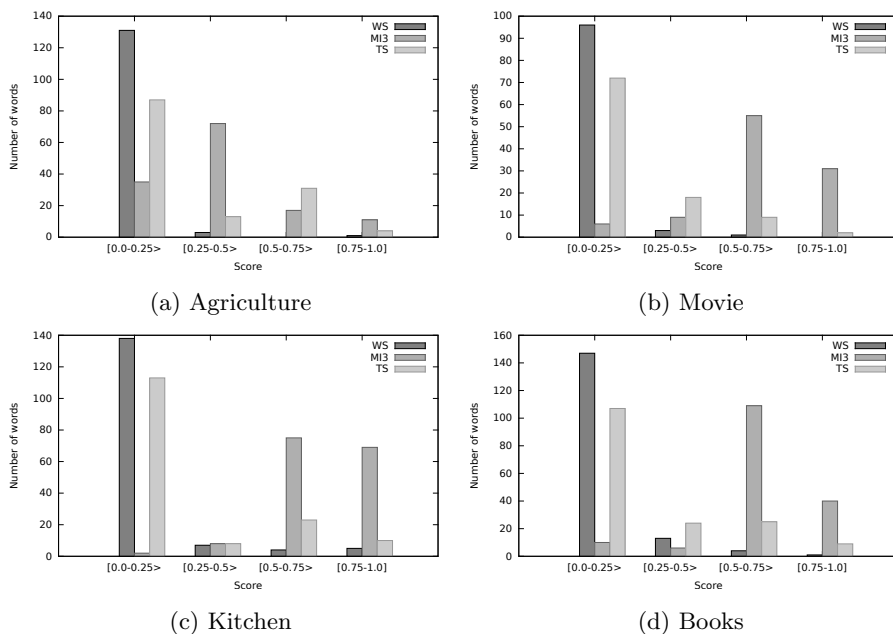 140
120
100
80
60
40
20
0
Number of words
WS
MI3
TS
[0.0-0.25> [0.25-0.5> [0.5-0.75> [0.75-1.0]
Score
(a) Agriculture
100
90
80
70
60
50
40
30
20
10
0
Number of words
WS
MI3
TS
[0.0-0.25> [0.25-0.5> [0.5-0.75> [0.75-1.0]
Score
(b) Movie
140
120
100
80
60
40
20
0
Number of words
WS
MI3
TS
[0.0-0.25> [0.25-0.5> [0.5-0.75> [0.75-1.0]
Score
(c) Kitchen
160
140
120
100
80
60
40
20
0
Number of words
WS
MI3
TS
[0.0-0.25> [0.25-0.5> [0.5-0.75> [0.75-1.0]
Score
(d) Books